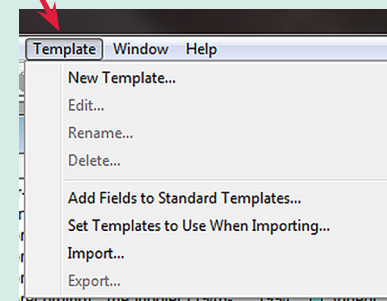 Template Window Help
New Template...
Edit...
Rename...
Delete...
Add Fields to Standard Templates...
Set Templates to Use When Importing...
Import...
Export...